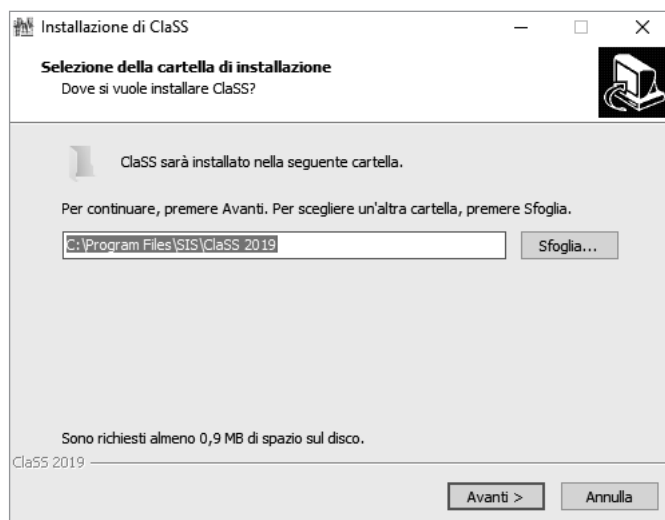 Installazione di ClaSS
Selezione della cartella di installazione
Dove si vuole installare ClaSS?
ClaSS sarà installato nella seguente cartella.
Per continuare, premere Avanti. Per scegliere un'altra cartella, premere Sfoglia.
C:\Program Files\SIS\ClaSS 2019
Sfoglia...
Sono richiesti almeno 0,9 MB di spazio sul disco.
ClaSS 2019
Avanti >
Annulla